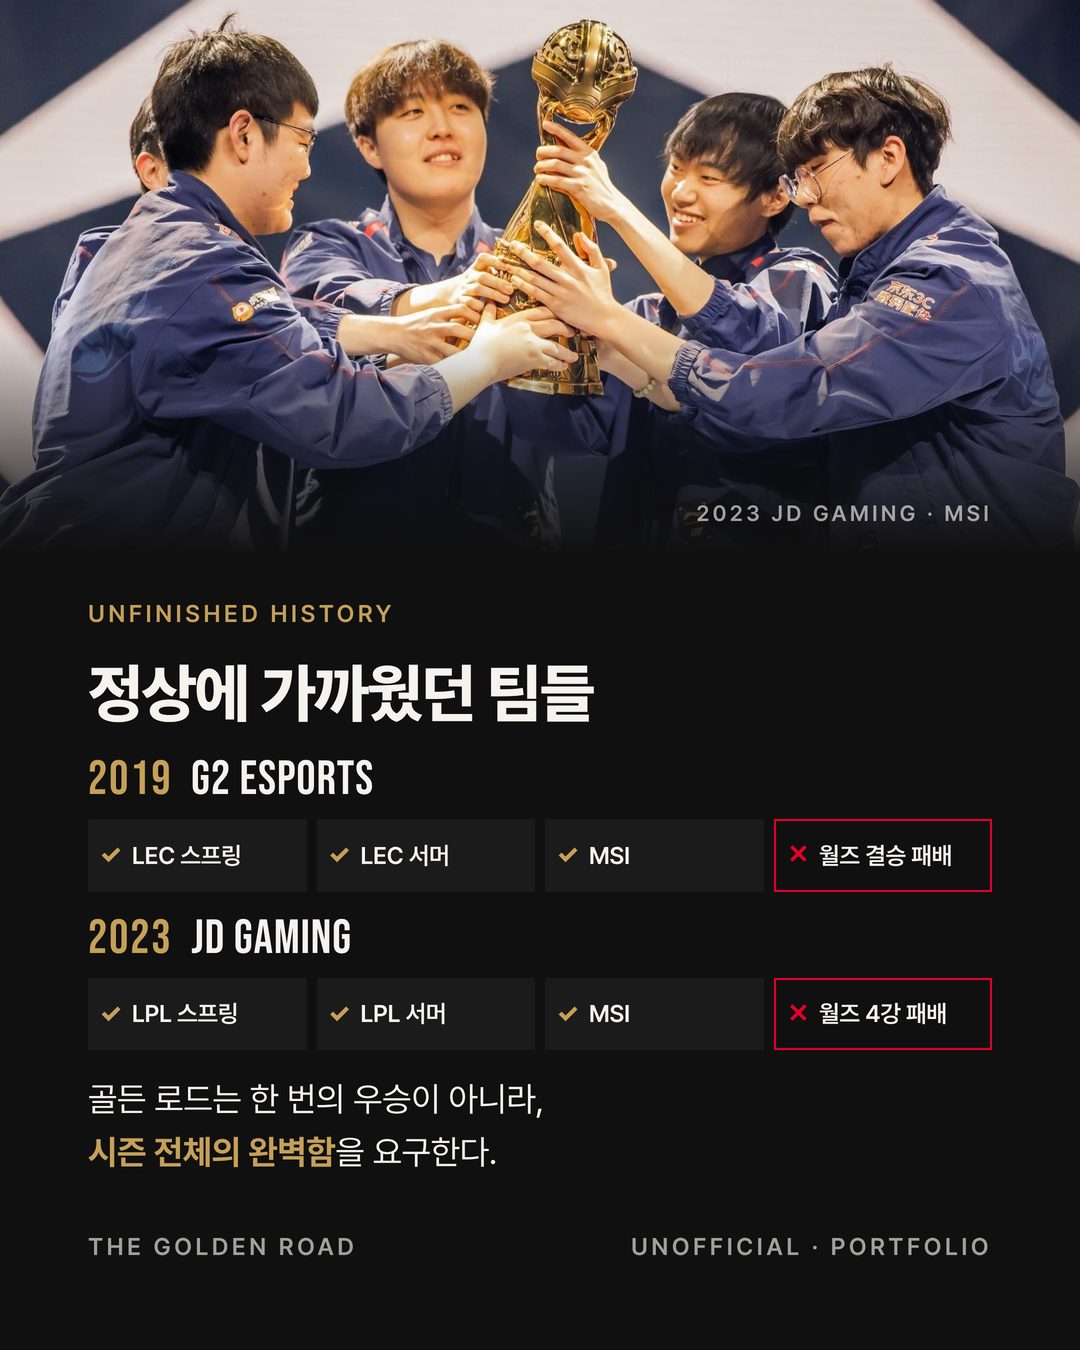 京东3C
2023 JD GAMING · MSI
UNFINISHED HISTORY
정상에 가까웠던 팀들
2019 G2 ESPORTS
LEC 스프링 LEC 서머 MSI 월즈 결승 패배
2023 JD GAMING
LPL 스프링 LPL 서머 MSI 월즈 4강 패배
골든 로드는 한 번의 우승이 아니라,
시즌 전체의 완벽함을 요구한다.
THE GOLDEN ROAD
UNOFFICIAL · PORTFOLIO